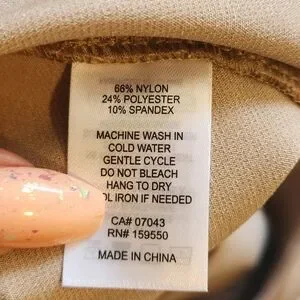 66% NYLON
24% POLYESTER
10% SPANDEX
MACHINE WASH IN
COLD WATER
GENTLE CYCLE
DO NOT BLEACH
HANG TO DRY
OL IRON IF NEEDED
CA# 07043
RN# 159550
MADE IN CHINA